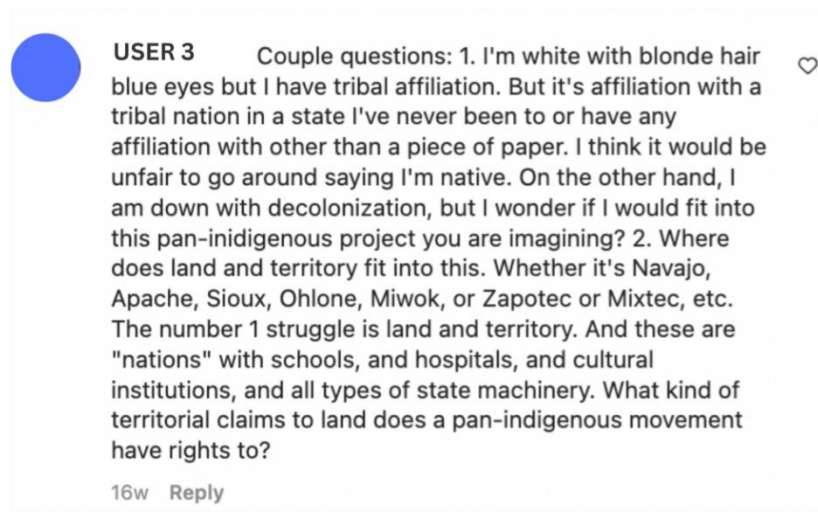 USER 3 Couple questions: 1. I'm white with blonde hair
blue eyes but I have tribal affiliation. But it's affiliation with a
tribal nation in a state I've never been to or have any
affiliation with other than a piece of paper. I think it would be
unfair to go around saying I'm native. On the other hand, I
am down with decolonization, but I wonder if I would fit into
this pan-inidigenous project you are imagining? 2. Where
does land and territory fit into this. Whether it's Navajo,
Apache, Sioux, Ohlone, Miwok, or Zapotec or Mixtec, etc.
The number 1 struggle is land and territory. And these are
"nations" with schools, and hospitals, and cultural
institutions, and all types of state machinery. What kind of
territorial claims to land does a pan-indigenous movement
have rights to?
16w Reply